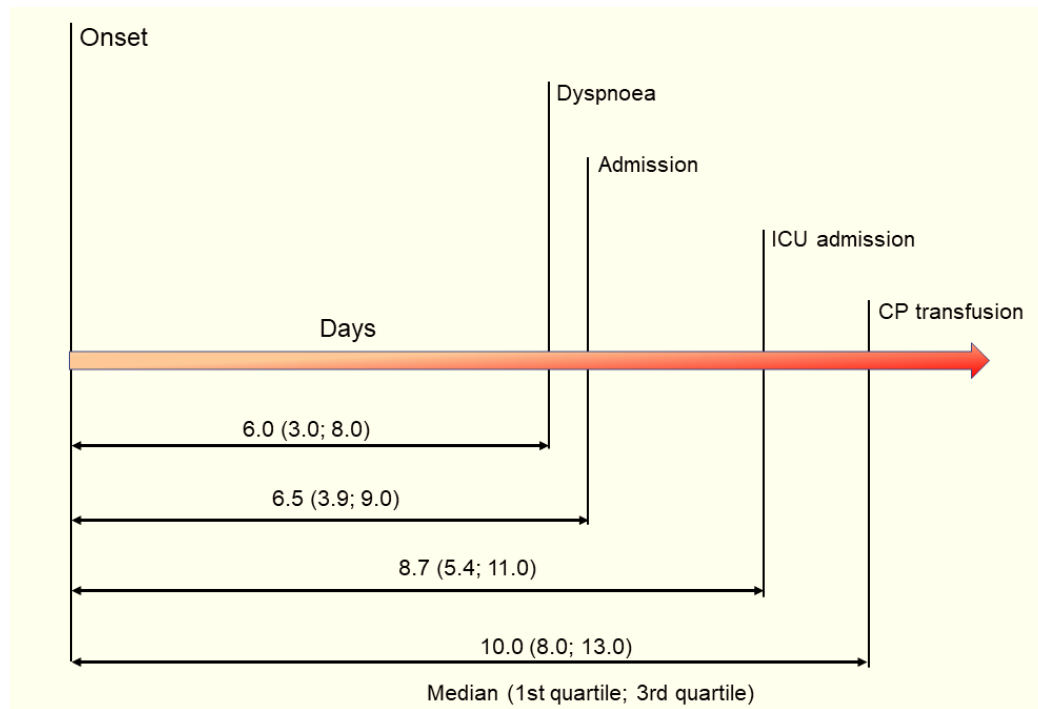 Onset
Dyspnoea
Admission
ICU admission
CP transfusion
Days
6.0 (3.0; 8.0)
6.5 (3.9; 9.0)
8.7 (5.4; 11.0)
10.0 (8.0; 13.0)
Median (1st quartile; 3rd quartile)